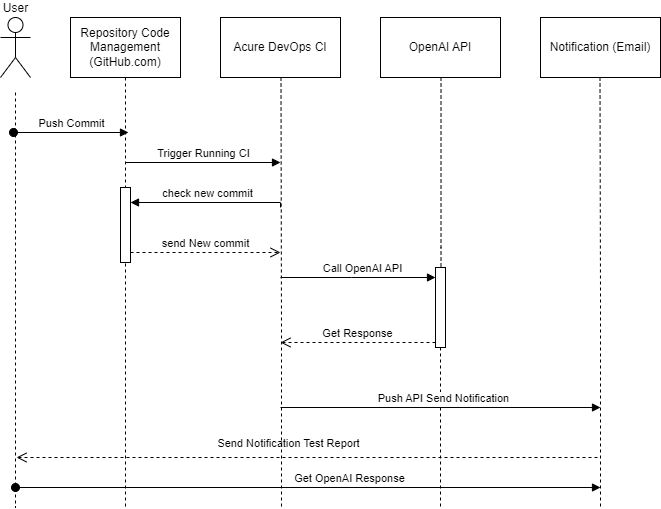 User
Repository Code
Management
(GitHub.com)
Acure DevOps CI
OpenAI API
Notification (Email)
Push Commit
Trigger Running CI
check new commit
send New commit
Call OpenAI API
Get Response
Push API Send Notification
Send Notification Test Report
Get OpenAI Response